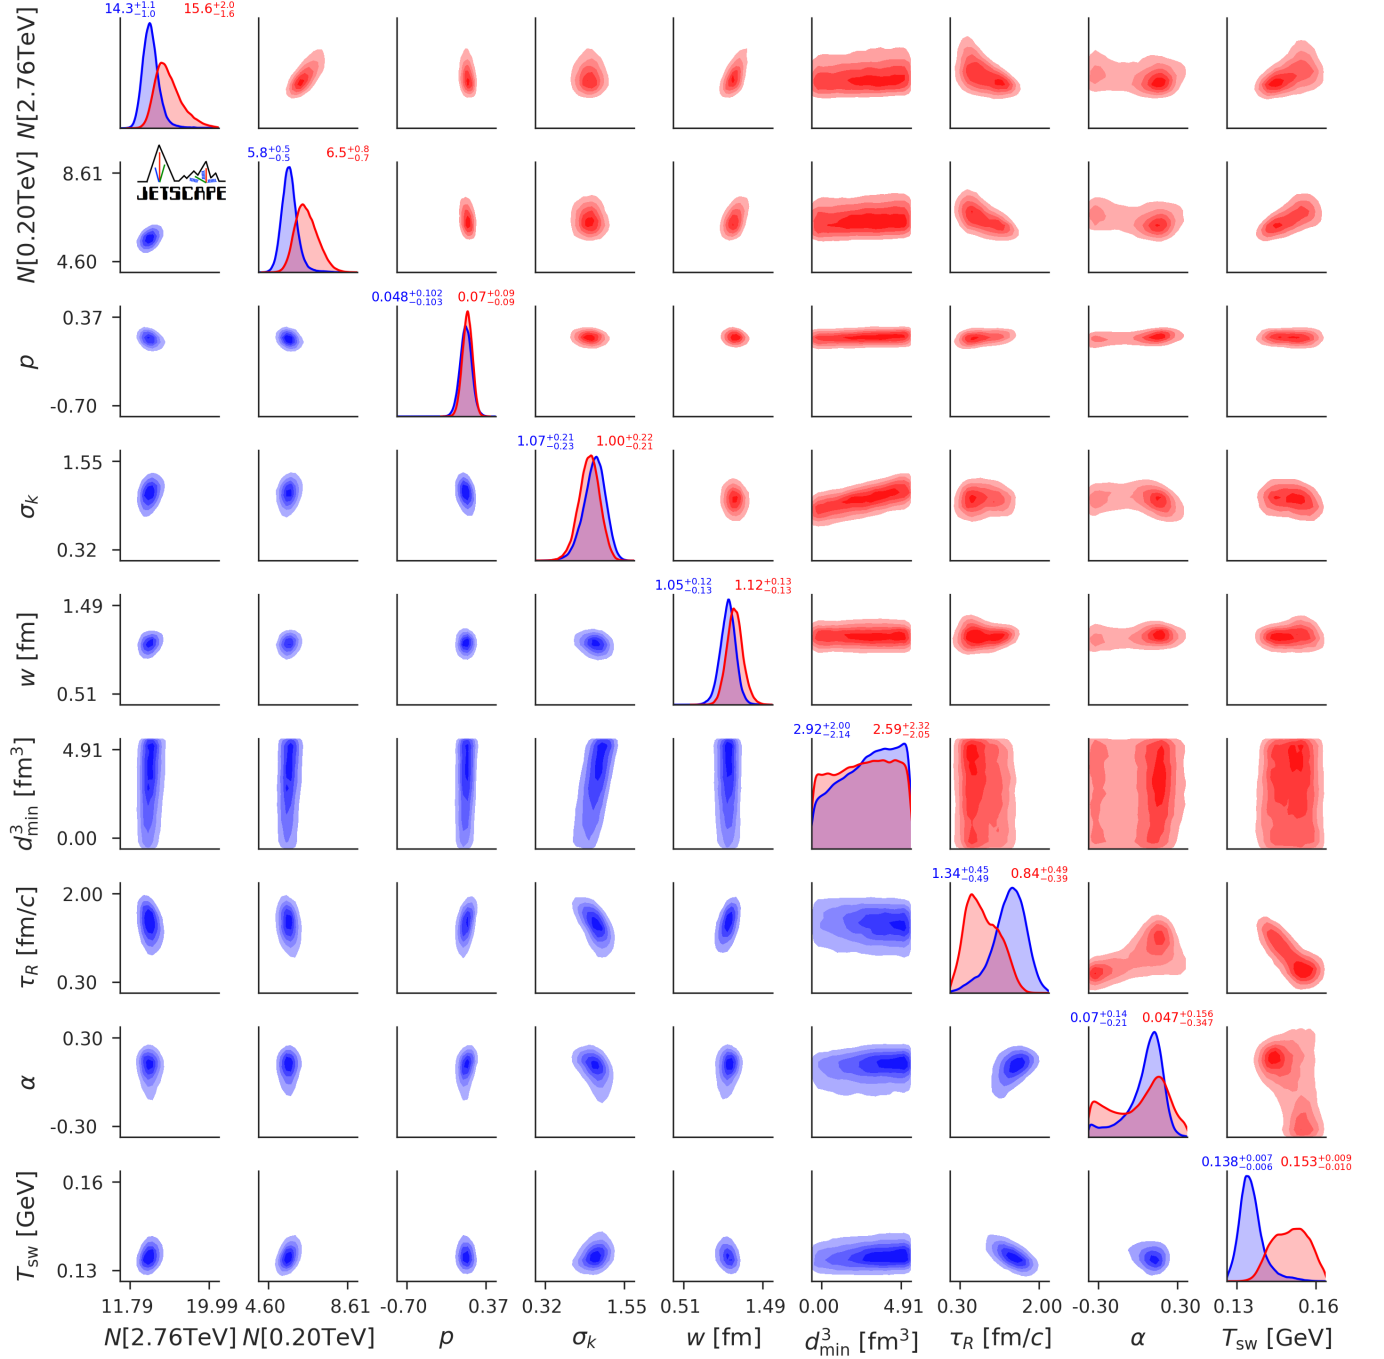 14.3+1.1−1.0 15.6+2.0−1.6
N[2.76TeV]
5.8+0.5−0.5 6.5+0.8−0.7
JETSCAPE
N[0.20TeV]
8.61
4.60
0.048+0.102−0.103 0.07+0.09−0.09
p
0.37
-0.70
1.07+0.21−0.23 1.00+0.22−0.21
σk
1.55
0.32
1.05+0.12−0.13 1.12+0.13−0.13
w [fm]
1.49
0.51
2.92+2.00−2.14 2.59+2.32−2.05
d³min [fm³]
4.91
0.00
1.34+0.45−0.49 0.84+0.49−0.39
τR [fm/c]
2.00
0.30
0.07+0.14−0.21 0.047+0.156−0.347
α
0.30
-0.30
0.138+0.007−0.006 0.153+0.009−0.010
Tsw [GeV]
0.16
0.13
11.79 19.99 4.60 8.61 -0.70 0.37 0.32 1.55 0.51 1.49 0.00 4.91 0.30 2.00 -0.30 0.30 0.13 0.16
N[2.76TeV] N[0.20TeV] p σk w [fm] d³min [fm³] τR [fm/c] α Tsw [GeV]